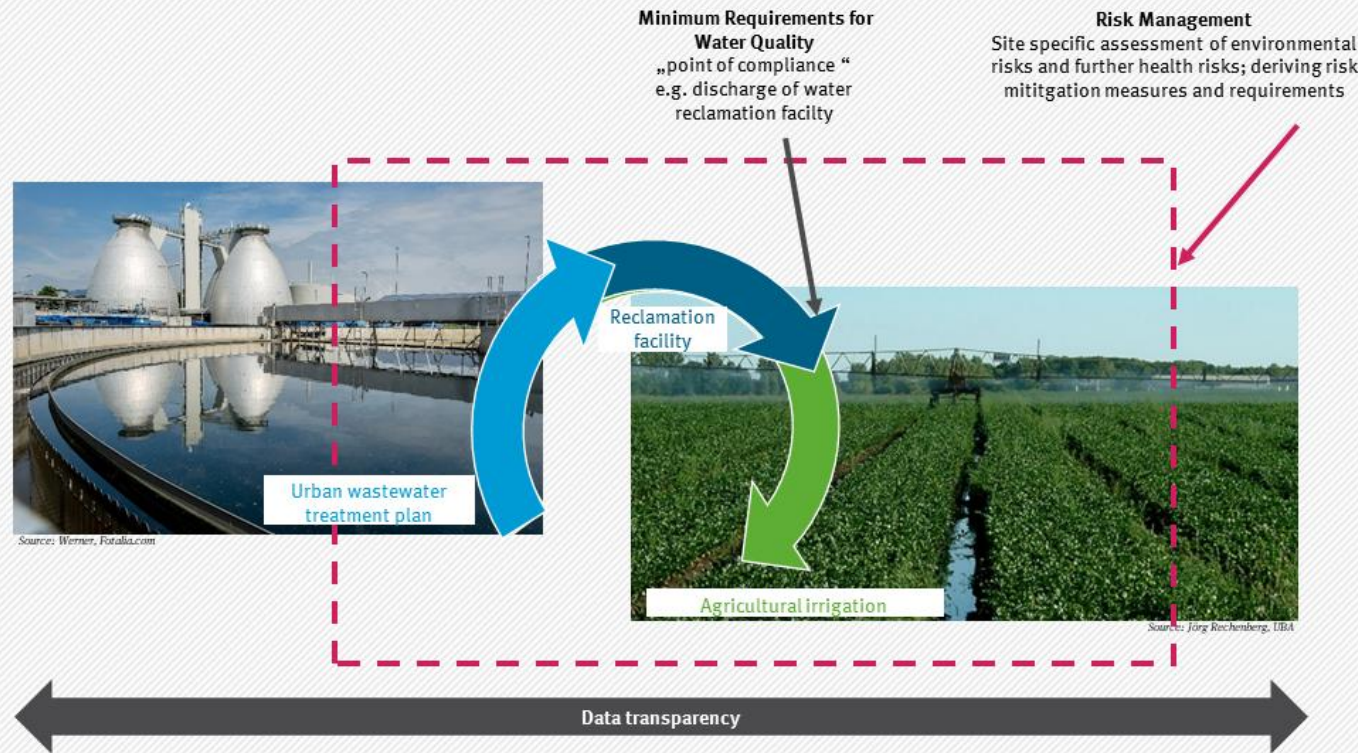 Minimum Requirements for
Water Quality
„point of compliance “
e.g. discharge of water
reclamation facilty
Risk Management
Site specific assessment of environmental
risks and further health risks; deriving risk
mititgation measures and requirements
Reclamation
facility
Urban wastewater
treatment plan
Source: Werner, Fotalia.com
Agricultural irrigation
Source: Jörg Rechenberg, UBA
Data transparency